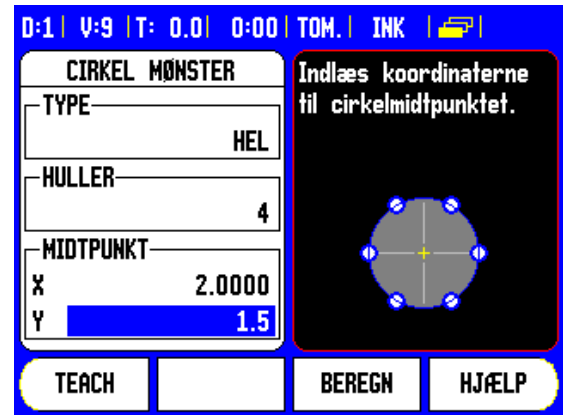 D:1| V:9 |T: 0.0| 0:00| TOM.| INK | |
CIRKEL MØNSTER
TYPE
HEL
HULLER
4
MIDTPUNKT
X 2.0000
Y 1.5
Indlæs koordinaterne
til cirkelmidtpunktet.
TEACH BEREGN HJÆLP